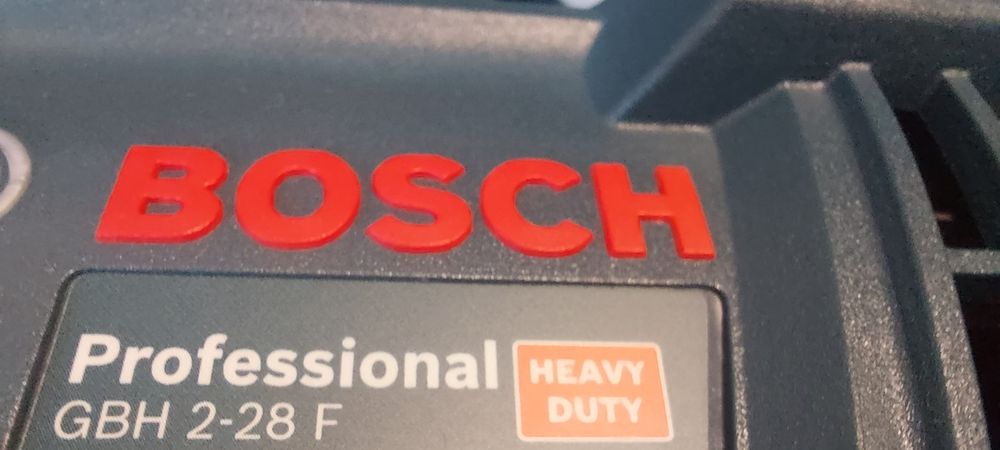 BOSCH
Professional
HEAVY
DUTY
GBH 2-28 F